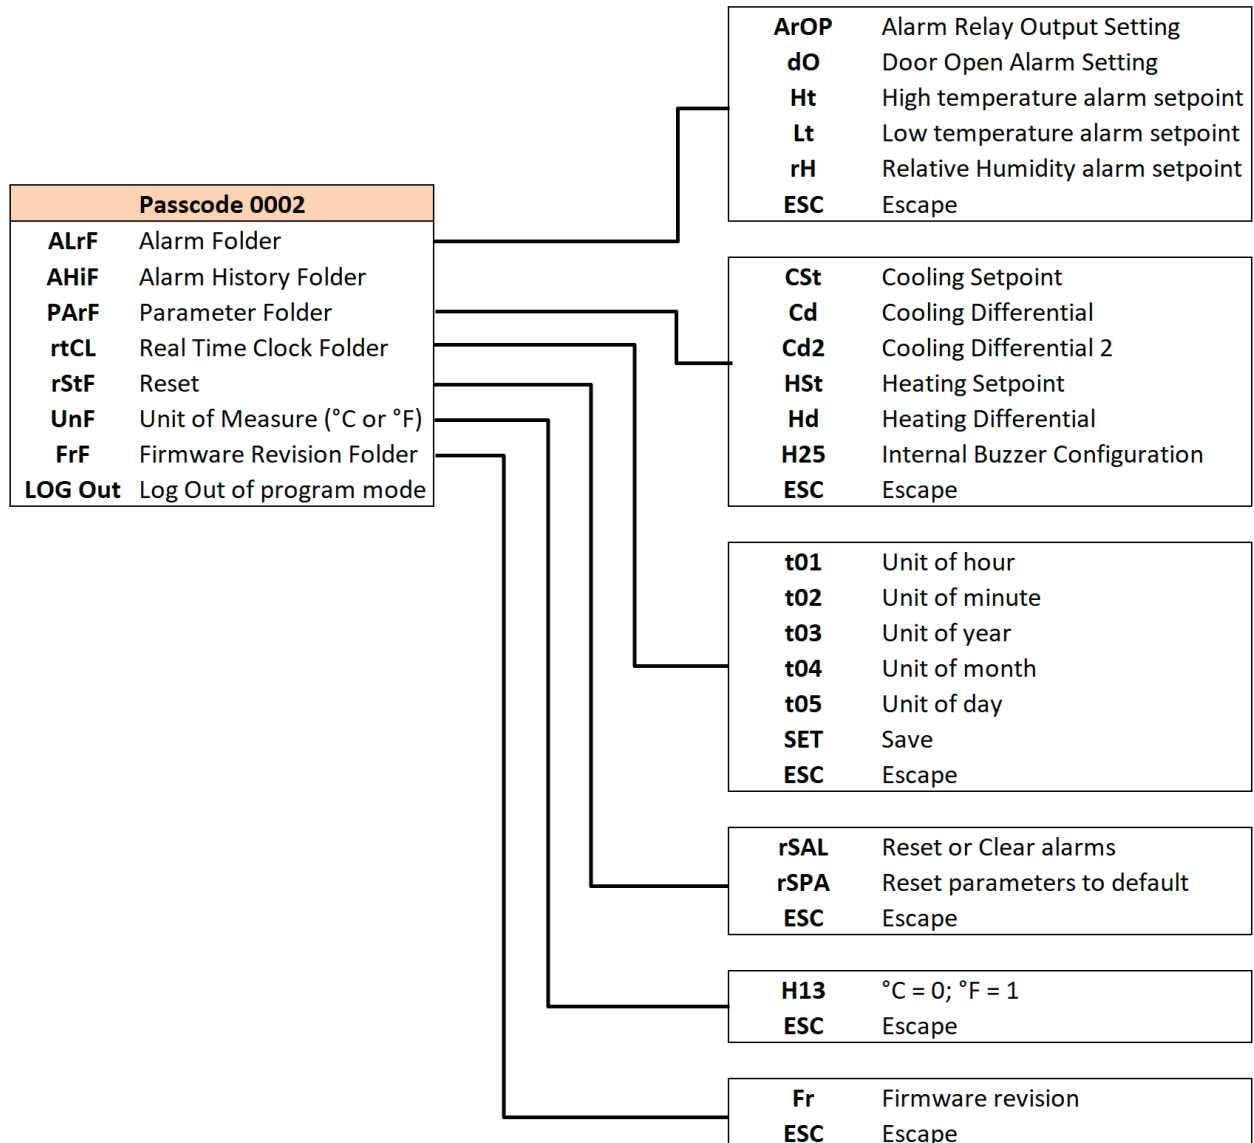 Passcode 0002
ALrF Alarm Folder
AHiF Alarm History Folder
PArF Parameter Folder
rtCL Real Time Clock Folder
rStF Reset
UnF Unit of Measure (°C or °F)
FrF Firmware Revision Folder
LOG Out Log Out of program mode
ArOP Alarm Relay Output Setting
dO Door Open Alarm Setting
Ht High temperature alarm setpoint
Lt Low temperature alarm setpoint
rH Relative Humidity alarm setpoint
ESC Escape
CSt Cooling Setpoint
Cd Cooling Differential
Cd2 Cooling Differential 2
HSt Heating Setpoint
Hd Heating Differential
H25 Internal Buzzer Configuration
ESC Escape
t01 Unit of hour
t02 Unit of minute
t03 Unit of year
t04 Unit of month
t05 Unit of day
SET Save
ESC Escape
rSAL Reset or Clear alarms
rSPA Reset parameters to default
ESC Escape
H13 °C = 0; °F = 1
ESC Escape
Fr Firmware revision
ESC Escape